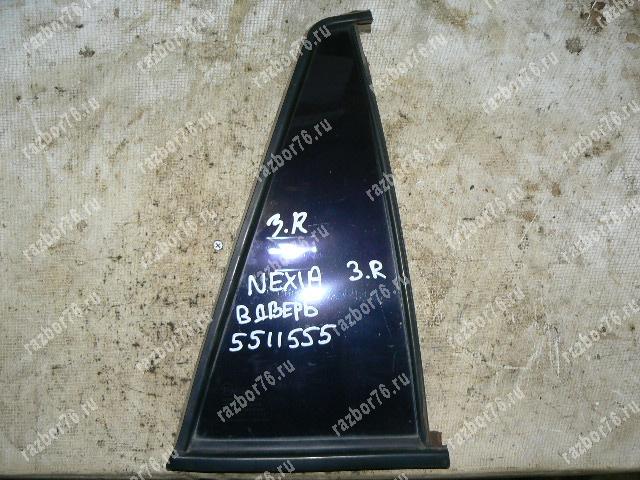 3.R
NEXIA 3.R
В ДВЕРЬ
5511555
razbor76.ru